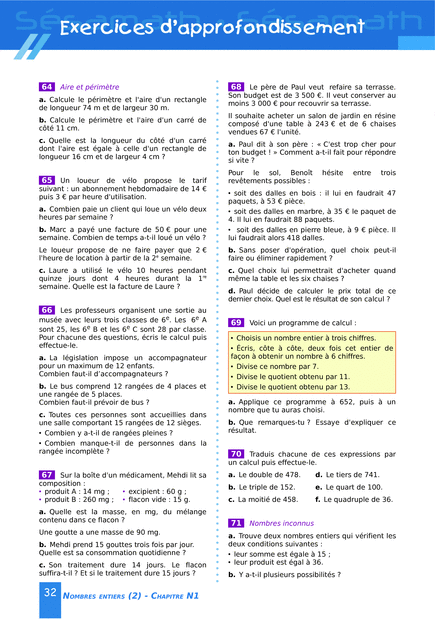 Exercices d'approfondissement
64 Aire et périmètre
a. Calcule le périmètre et l'aire d'un rectangle
de longueur 74 m et de largeur 30 m.
b. Calcule le périmètre et l'aire d'un carré de
côté 11 cm.
c. Quelle est la longueur du côté d'un carré
dont l'aire est égale à celle d'un rectangle de
longueur 16 cm et de largeur 4 cm ?
65 Un loueur de vélo propose le tarif
suivant : un abonnement hebdomadaire de 14 €
puis 3 € par heure d'utilisation.
a. Combien paie un client qui loue un vélo deux
heures par semaine ?
b. Marc a payé une facture de 50 € pour une
semaine. Combien de temps a-t-il loué un vélo ?
Le loueur propose de ne faire payer que 2 €
l'heure de location à partir de la 2e semaine.
c. Laure a utilisé le vélo 10 heures pendant
quinze jours dont 4 heures durant la 1re
semaine. Quelle est la facture de Laure ?
66 Les professeurs organisent une sortie au
musée avec leurs trois classes de 6e. Les 6e A
sont 25, les 6e B et les 6e C sont 28 par classe.
Pour chacune des questions, écris le calcul puis
effectue-le.
a. La législation impose un accompagnateur
pour un maximum de 12 enfants.
Combien faut-il d'accompagnateurs ?
b. Le bus comprend 12 rangées de 4 places et
une rangée de 5 places.
Combien faut-il prévoir de bus ?
c. Toutes ces personnes sont accueillies dans
une salle comportant 15 rangées de 12 sièges.
• Combien y a-t-il de rangées pleines ?
• Combien manque-t-il de personnes dans la
rangée incomplète ?
67 Sur la boîte d'un médicament, Mehdi lit sa
composition :
• produit A : 14 mg ; • excipient : 60 g ;
• produit B : 260 mg ; • flacon vide : 15 g.
a. Quelle est la masse, en mg, du mélange
contenu dans ce flacon ?
Une goutte a une masse de 90 mg.
b. Mehdi prend 15 gouttes trois fois par jour.
Quelle est sa consommation quotidienne ?
c. Son traitement dure 14 jours. Le flacon
suffira-t-il ? Et si le traitement dure 15 jours ?
68 Le père de Paul veut refaire sa terrasse.
Son budget est de 3 500 €. Il veut conserver au
moins 3 000 € pour recouvrir sa terrasse.
Il souhaite acheter un salon de jardin en résine
composé d'une table à 243 € et de 6 chaises
vendues 67 € l'unité.
a. Paul dit à son père : « C'est trop cher pour
ton budget ! » Comment a-t-il fait pour répondre
si vite ?
Pour le sol, Benoît hésite entre trois
revêtements possibles :
• soit des dalles en bois : il lui en faudrait 47
paquets, à 53 € pièce.
• soit des dalles en marbre, à 35 € le paquet de
4. Il lui en faudrait 88 paquets.
• soit des dalles en pierre bleue, à 9 € pièce. Il
lui faudrait alors 418 dalles.
b. Sans poser d'opération, quel choix peut-il
faire ou éliminer rapidement ?
c. Quel choix lui permettrait d'acheter quand
même la table et les six chaises ?
d. Paul décide de calculer le prix total de ce
dernier choix. Quel est le résultat de son calcul ?
69 Voici un programme de calcul :
• Choisis un nombre entier à trois chiffres.
• Écris, côte à côte, deux fois cet entier de
façon à obtenir un nombre à 6 chiffres.
• Divise ce nombre par 7.
• Divise le quotient obtenu par 11.
• Divise le quotient obtenu par 13.
a. Applique ce programme à 652, puis à un
nombre que tu auras choisi.
b. Que remarques-tu ? Essaye d'expliquer ce
résultat.
70 Traduis chacune de ces expressions par
un calcul puis effectue-le.
a. Le double de 478. d. Le tiers de 741.
b. Le triple de 152. e. Le quart de 100.
c. La moitié de 458. f. Le quadruple de 36.
71 Nombres inconnus
a. Trouve deux nombres entiers qui vérifient les
deux conditions suivantes :
• leur somme est égale à 15 ;
• leur produit est égal à 36.
b. Y a-t-il plusieurs possibilités ?
32 NOMBRES ENTIERS (2) - CHAPITRE N1